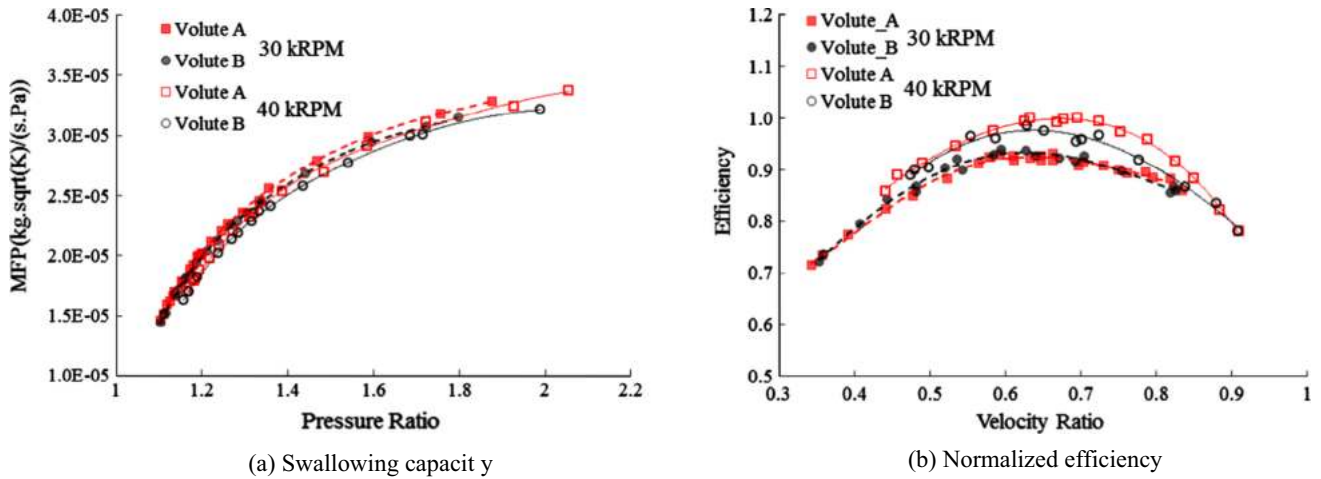 4.0E-05
3.5E-05
3.0E-05
2.5E-05
2.0E-05
1.5E-05
1.0E-05
MFP(kg.sqrt(K)/(s.Pa))
Volute A
Volute B
30 kRPM
Volute A
Volute B
40 kRPM
1 1.2 1.4 1.6 1.8 2 2.2
Pressure Ratio
(a) Swallowing capacit y
1.2
1.1
1.0
0.9
0.8
0.7
0.6
0.5
Efficiency
Volute_A
Volute_B
30 kRPM
Volute A
Volute B
40 kRPM
0.3 0.4 0.5 0.6 0.7 0.8 0.9 1
Velocity Ratio
(b) Normalized efficiency